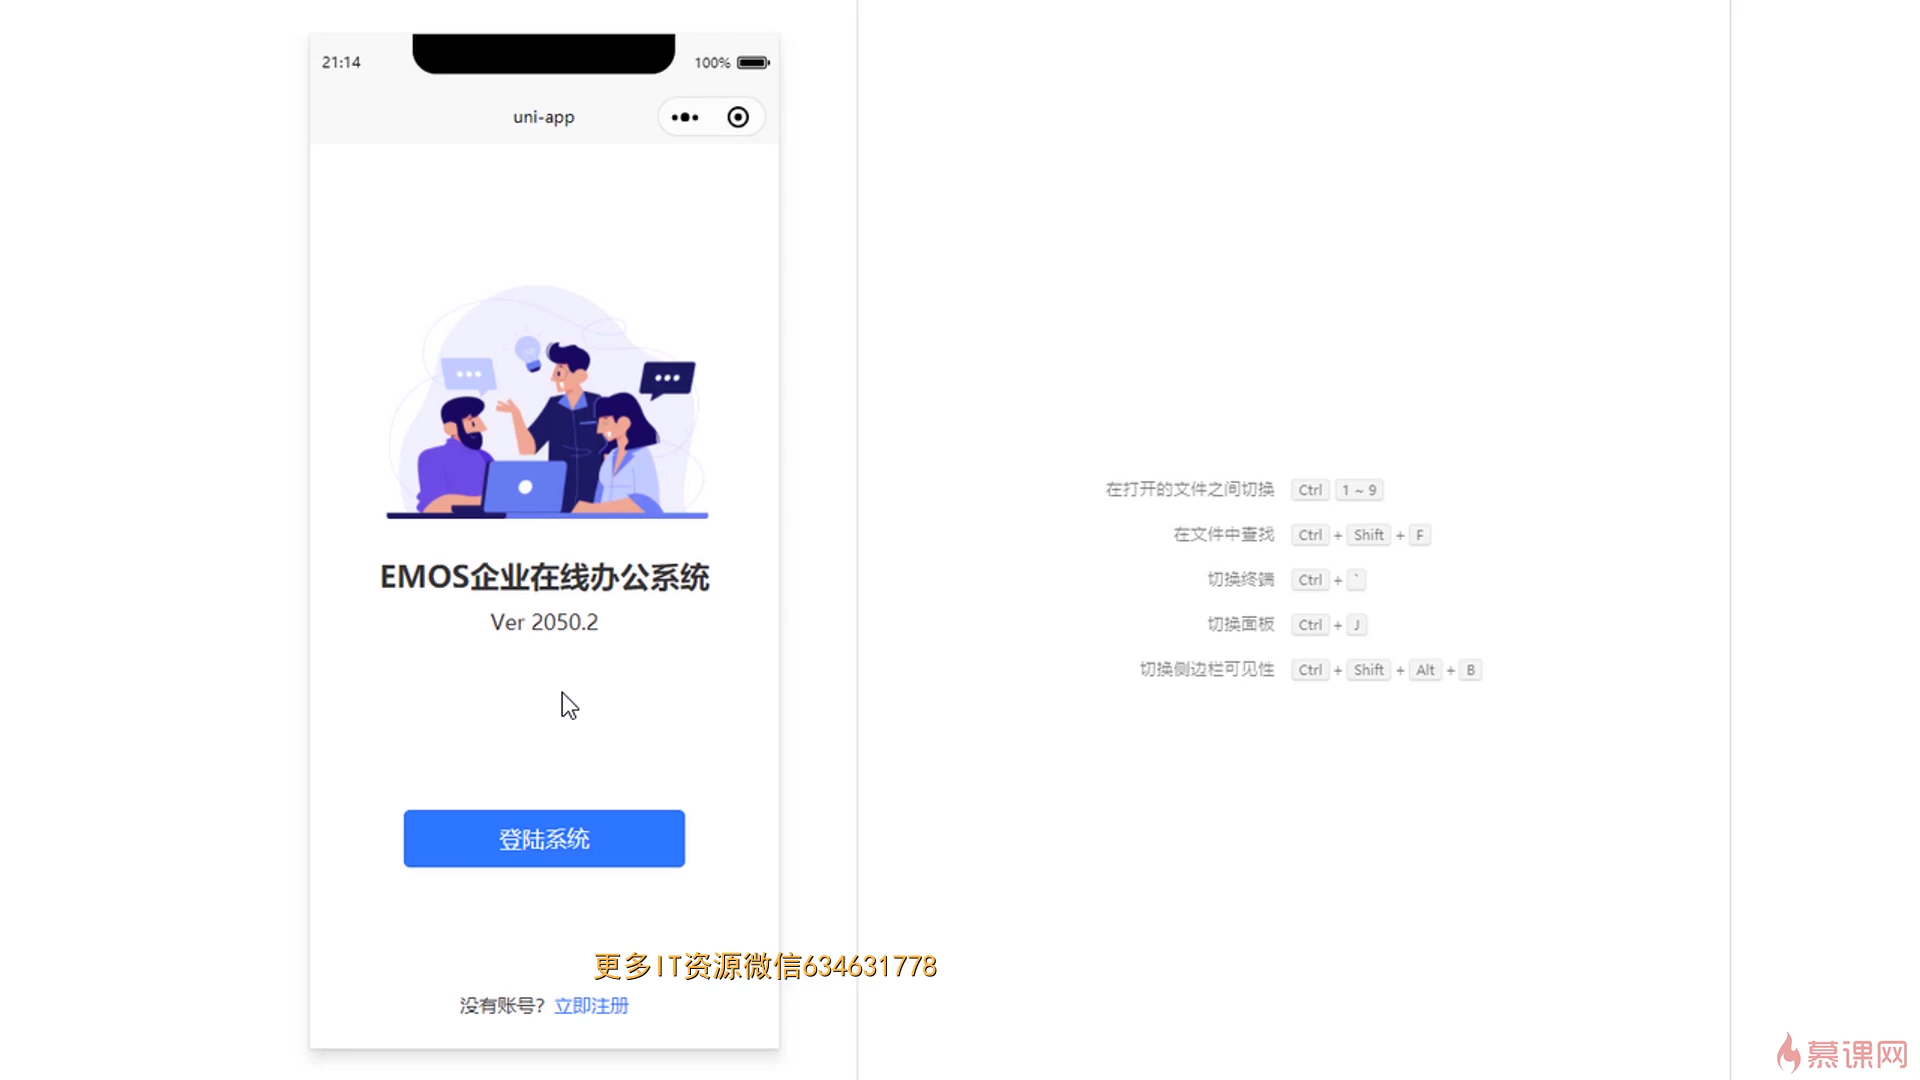 21:14
100%
uni-app
EMOS企业在线办公系统
Ver 2050.2
登陆系统
更多IT资源微信634631778
没有账号？ 立即注册
在打开的文件之间切换 Ctrl 1 ~ 9
在文件中查找 Ctrl + Shift + F
切换终端 Ctrl + `
切换面板 Ctrl + J
切换侧边栏可见性 Ctrl + Shift + Alt + B
慕课网